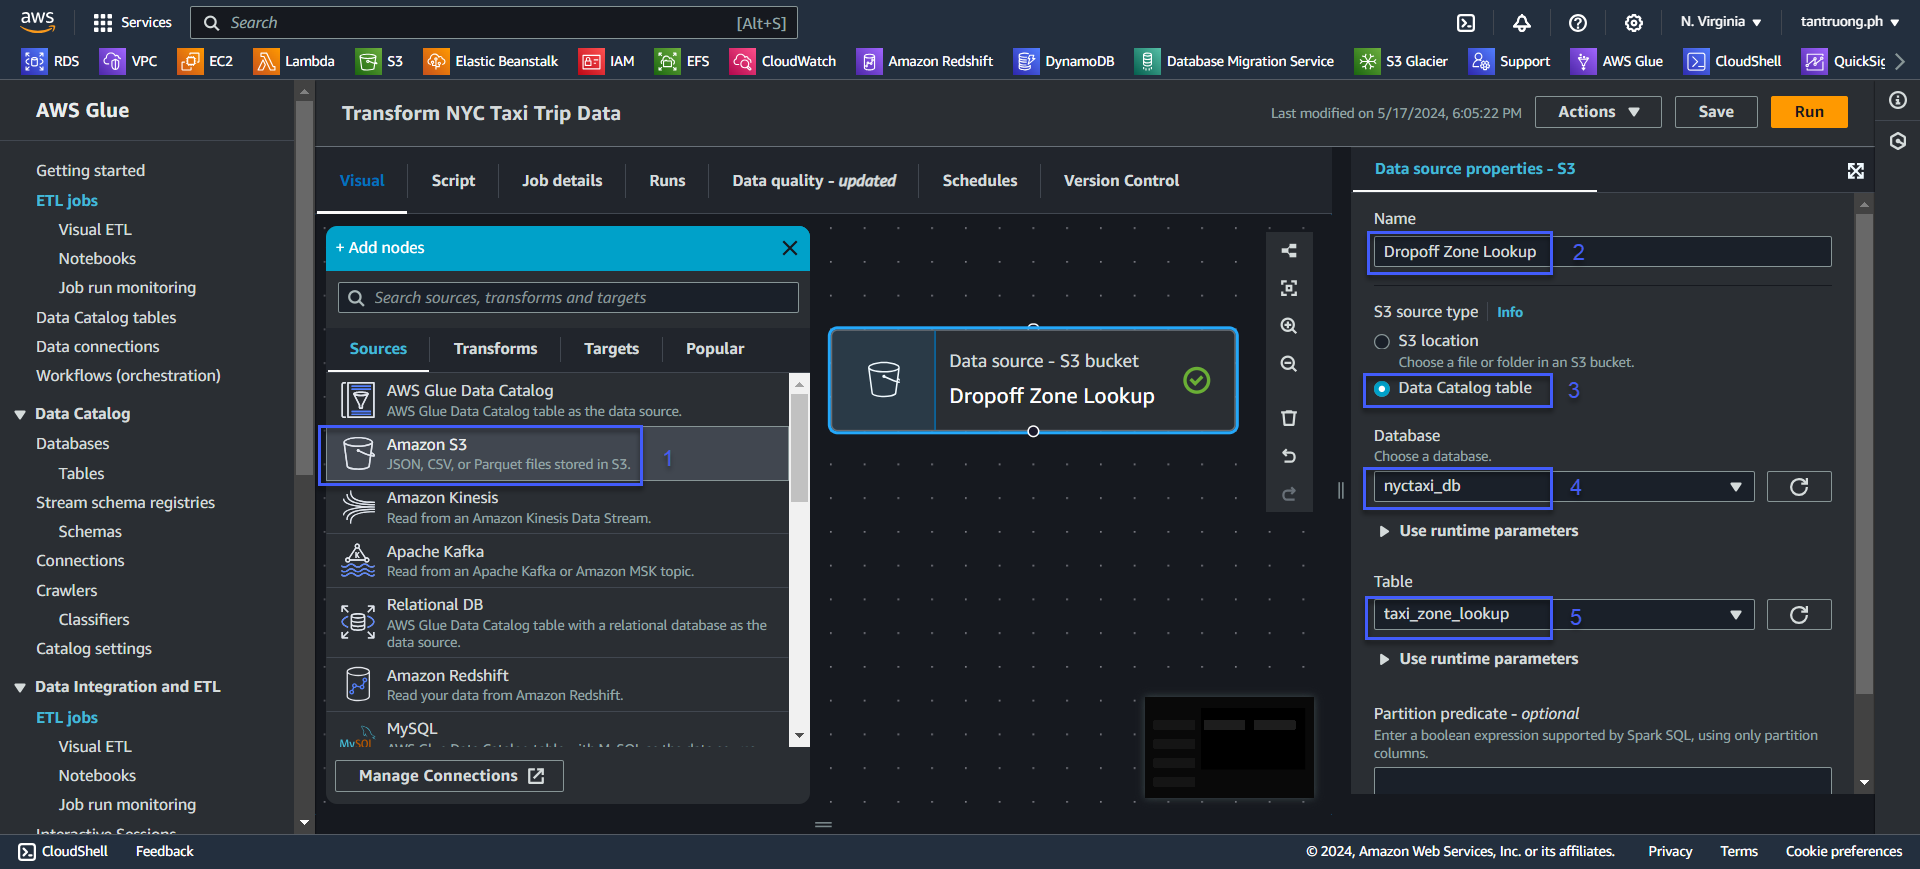 aws
Services
Search
[Alt+S]
N. Virginia
tantruong.ph
RDS
VPC
EC2
Lambda
S3
Elastic Beanstalk
IAM
EFS
CloudWatch
Amazon Redshift
DynamoDB
Database Migration Service
S3 Glacier
Support
AWS Glue
CloudShell
AWS Glue
Getting started
ETL jobs
Visual ETL
Notebooks
Job run monitoring
Data Catalog tables
Data connections
Workflows (orchestration)
Data Catalog
Databases
Tables
Stream schema registries
Schemas
Connections
Crawlers
Classifiers
Catalog settings
Data Integration and ETL
ETL jobs
Visual ETL
Notebooks
Job run monitoring
Interactive Sessions
Transform NYC Taxi Trip Data
Last modified on 5/17/2024, 6:05:22 PM
Actions
Save
Run
Visual
Script
Job details
Runs
Data quality - updated
Schedules
Version Control
+ Add nodes
Search sources, transforms and targets
Sources
Transforms
Targets
Popular
AWS Glue Data Catalog
AWS Glue Data Catalog table as the data source.
Amazon S3
JSON, CSV, or Parquet files stored in S3.
1
Amazon Kinesis
Read from an Amazon Kinesis Data Stream.
Apache Kafka
Read from an Apache Kafka or Amazon MSK topic.
Relational DB
AWS Glue Data Catalog table with a relational database as the
data source.
Amazon Redshift
Read your data from Amazon Redshift.
MySQL
MySQL
Manage Connections
Data source - S3 bucket
Dropoff Zone Lookup
Data source properties - S3
Name
Dropoff Zone Lookup
2
S3 source type
Info
S3 location
Choose a file or folder in an S3 bucket.
Data Catalog table
3
Database
Choose a database.
nyctaxi_db
4
Use runtime parameters
Table
taxi_zone_lookup
5
Use runtime parameters
Partition predicate - optional
Enter a boolean expression supported by Spark SQL, using only partition
columns.
CloudShell
Feedback
© 2024, Amazon Web Services, Inc. or its affiliates.
Privacy
Terms
Cookie preferences